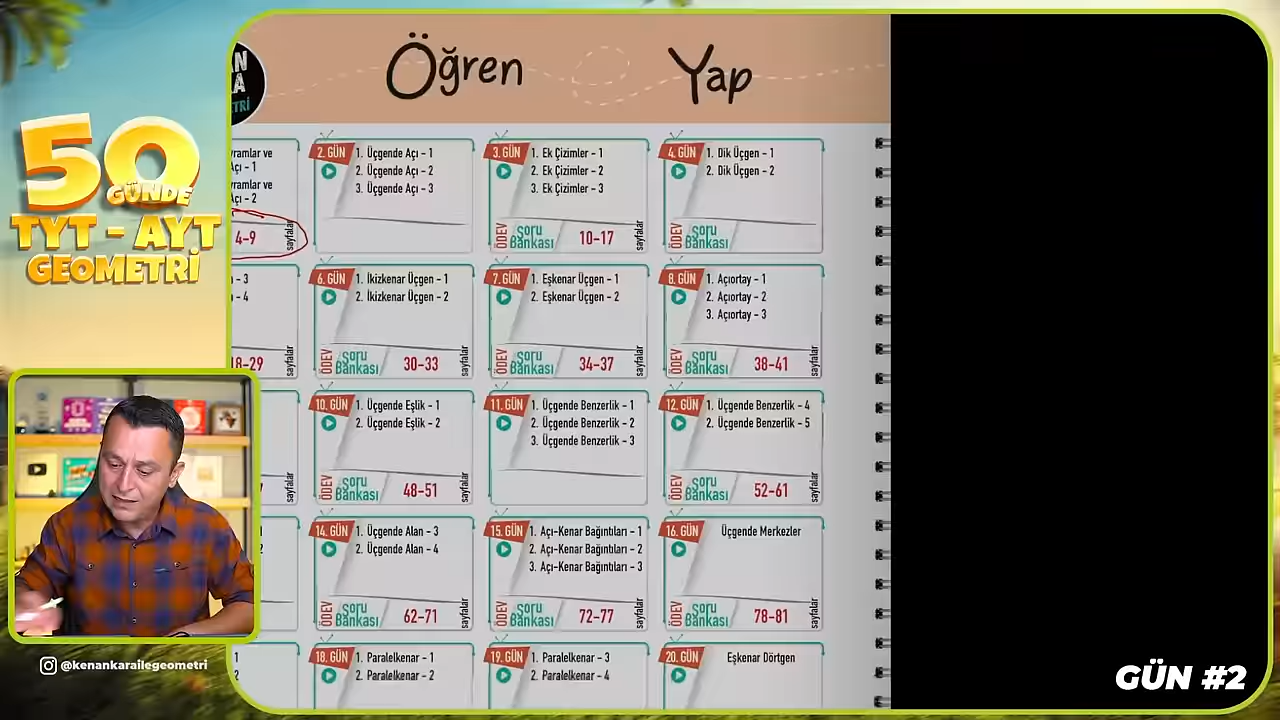 50
GÜNDE
TYT - AYT
GEOMETRİ
@kenankarailegeometri
Öğren Yap
Açı - 1
Açı - 2
4-9 sayfalar
2. GÜN
1. Üçgende Açı - 1
2. Üçgende Açı - 2
3. Üçgende Açı - 3
3. GÜN
1. Ek Çizimler - 1
2. Ek Çizimler - 2
3. Ek Çizimler - 3
ÖDEV Soru Bankası 10-17 sayfalar
4. GÜN
1. Dik Üçgen - 1
2. Dik Üçgen - 2
ÖDEV Soru Bankası
- 3
- 4
18-29 sayfalar
6. GÜN
1. İkizkenar Üçgen - 1
2. İkizkenar Üçgen - 2
ÖDEV Soru Bankası 30-33 sayfalar
7. GÜN
1. Eşkenar Üçgen - 1
2. Eşkenar Üçgen - 2
ÖDEV Soru Bankası 34-37 sayfalar
8. GÜN
1. Açıortay - 1
2. Açıortay - 2
3. Açıortay - 3
ÖDEV Soru Bankası 38-41 sayfalar
sayfalar
10. GÜN
1. Üçgende Eşlik - 1
2. Üçgende Eşlik - 2
ÖDEV Soru Bankası 48-51 sayfalar
11. GÜN
1. Üçgende Benzerlik - 1
2. Üçgende Benzerlik - 2
3. Üçgende Benzerlik - 3
12. GÜN
1. Üçgende Benzerlik - 4
2. Üçgende Benzerlik - 5
ÖDEV Soru Bankası 52-61 sayfalar
14. GÜN
1. Üçgende Alan - 3
2. Üçgende Alan - 4
ÖDEV Soru Bankası 62-71 sayfalar
15. GÜN
1. Açı-Kenar Bağıntıları - 1
2. Açı-Kenar Bağıntıları - 2
3. Açı-Kenar Bağıntıları - 3
ÖDEV Soru Bankası 72-77 sayfalar
16. GÜN
Üçgende Merkezler
ÖDEV Soru Bankası 78-81 sayfalar
18. GÜN
1. Paralelkenar - 1
2. Paralelkenar - 2
19. GÜN
1. Paralelkenar - 3
2. Paralelkenar - 4
20. GÜN
Eşkenar Dörtgen
GÜN #2